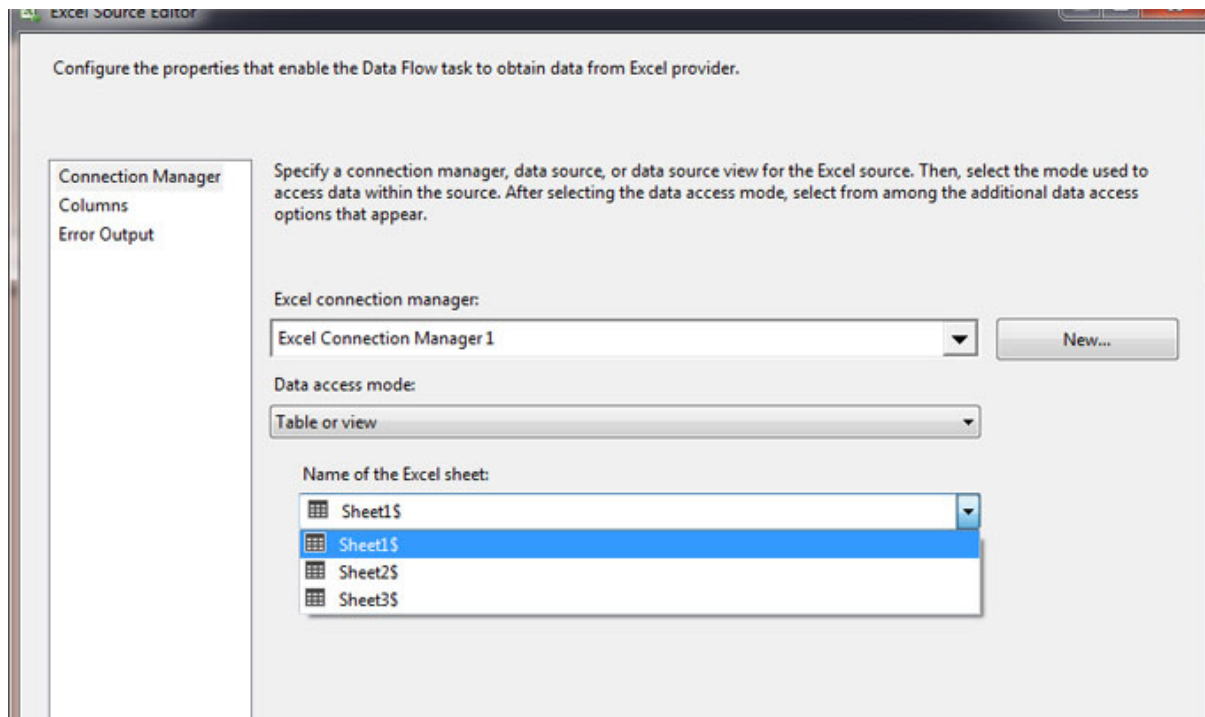 Excel Source Editor
Configure the properties that enable the Data Flow task to obtain data from Excel provider.
Connection Manager
Columns
Error Output
Specify a connection manager, data source, or data source view for the Excel source. Then, select the mode used to
access data within the source. After selecting the data access mode, select from among the additional data access
options that appear.
Excel connection manager:
Excel Connection Manager 1
New...
Data access mode:
Table or view
Name of the Excel sheet:
Sheet1$
Sheet1$
Sheet2$
Sheet3$